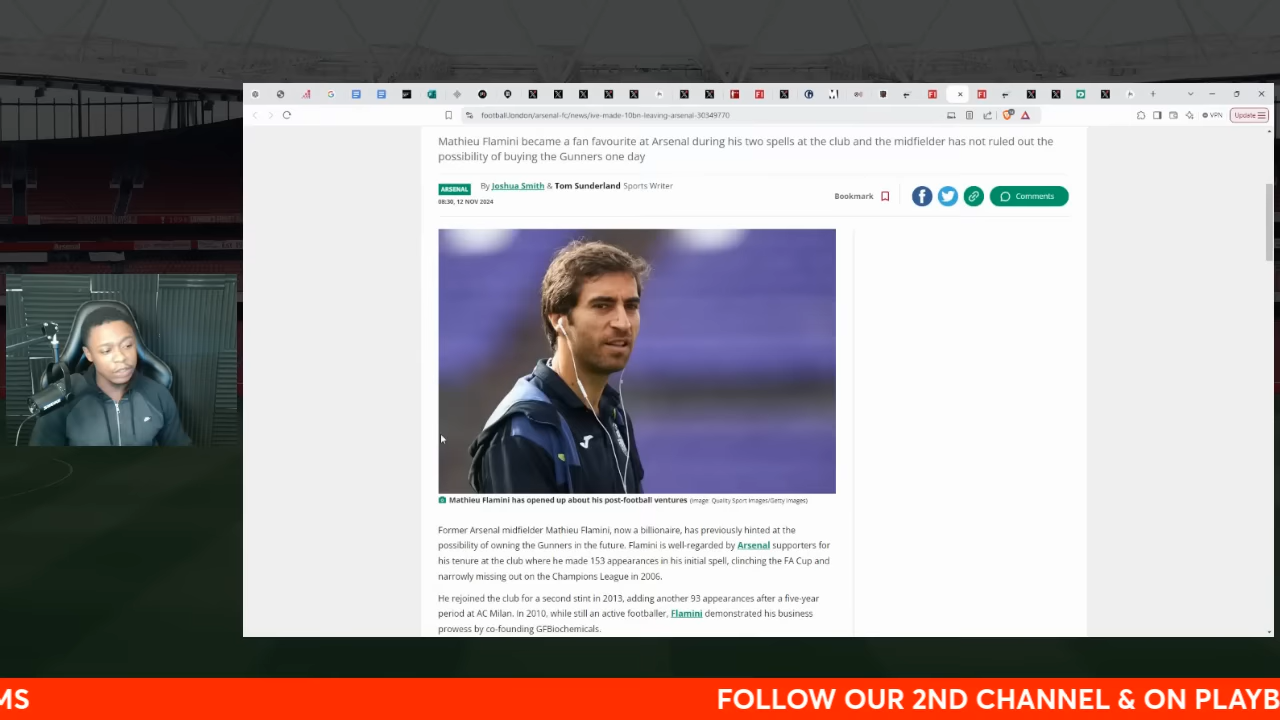 football.london/arsenal-fc/news/ive-made-10bn-leaving-arsenal-30349770
VPN
Update
Mathieu Flamini became a fan favourite at Arsenal during his two spells at the club and the midfielder has not ruled out the
possibility of buying the Gunners one day
ARSENAL
By Joshua Smith & Tom Sunderland Sports Writer
08:30, 12 NOV 2024
Bookmark
Comments
Mathieu Flamini has opened up about his post-football ventures (Image: Quality Sport Images/Getty Images)
Former Arsenal midfielder Mathieu Flamini, now a billionaire, has previously hinted at the
possibility of owning the Gunners in the future. Flamini is well-regarded by Arsenal supporters for
his tenure at the club where he made 153 appearances in his initial spell, clinching the FA Cup and
narrowly missing out on the Champions League in 2006.
He rejoined the club for a second stint in 2013, adding another 93 appearances after a five-year
period at AC Milan. In 2010, while still an active footballer, Flamini demonstrated his business
prowess by co-founding GFBiochemicals.
MS
FOLLOW OUR 2ND CHANNEL & ON PLAYB